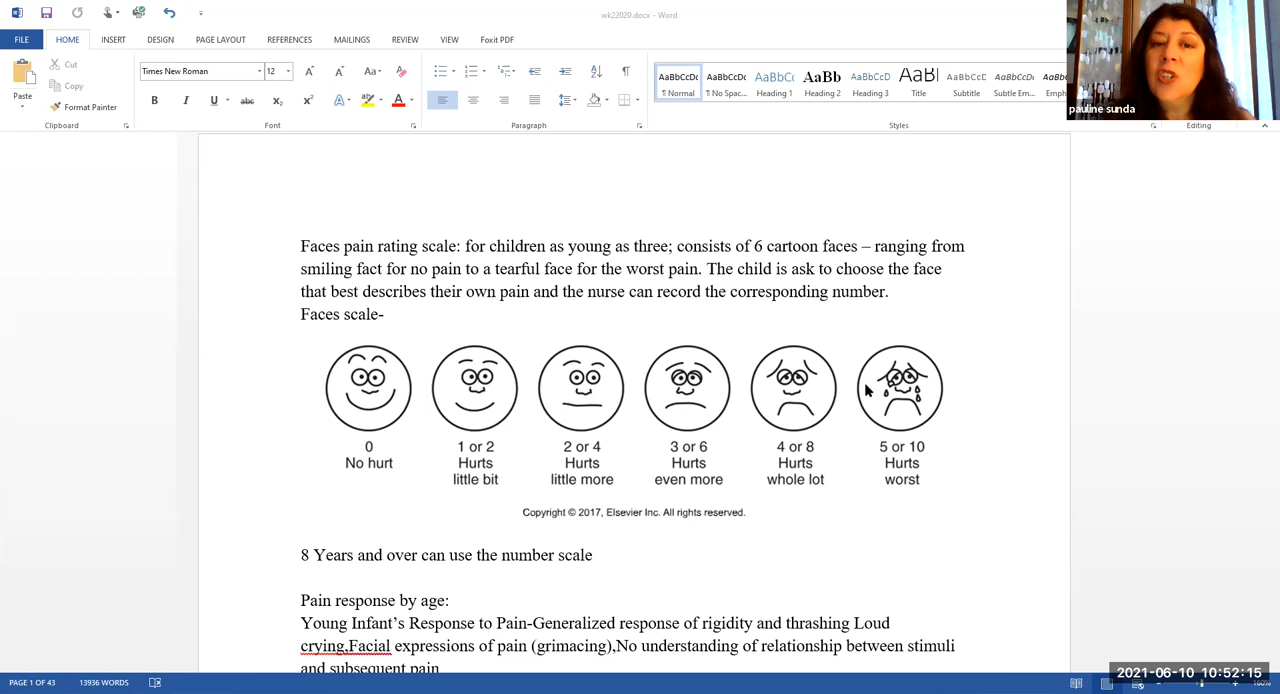 wk22020.docx - Word
FILE HOME INSERT DESIGN PAGE LAYOUT REFERENCES MAILINGS REVIEW VIEW Foxit PDF
Cut
Copy
Format Painter
Paste
Times New Roman 12
AaBbCcDc AaBbCcDc AaBbCc AaBb AaBbCcD AaB AaBbCcD AaBbCcDc
¶ Normal ¶ No Spac... Heading 1 Heading 2 Heading 3 Title Subtitle Subtle Em... Emph
Clipboard Font Paragraph Styles Editing
pauline sunda
Faces pain rating scale: for children as young as three; consists of 6 cartoon faces – ranging from
smiling fact for no pain to a tearful face for the worst pain. The child is ask to choose the face
that best describes their own pain and the nurse can record the corresponding number.
Faces scale-
0 1 or 2 2 or 4 3 or 6 4 or 8 5 or 10
No hurt Hurts Hurts Hurts Hurts Hurts
little bit little more even more whole lot worst
Copyright © 2017, Elsevier Inc. All rights reserved.
8 Years and over can use the number scale
Pain response by age:
Young Infant's Response to Pain-Generalized response of rigidity and thrashing Loud
crying,Facial expressions of pain (grimacing),No understanding of relationship between stimuli
and subsequent pain
PAGE 1 OF 43 13936 WORDS
2021-06-10 10:52:15